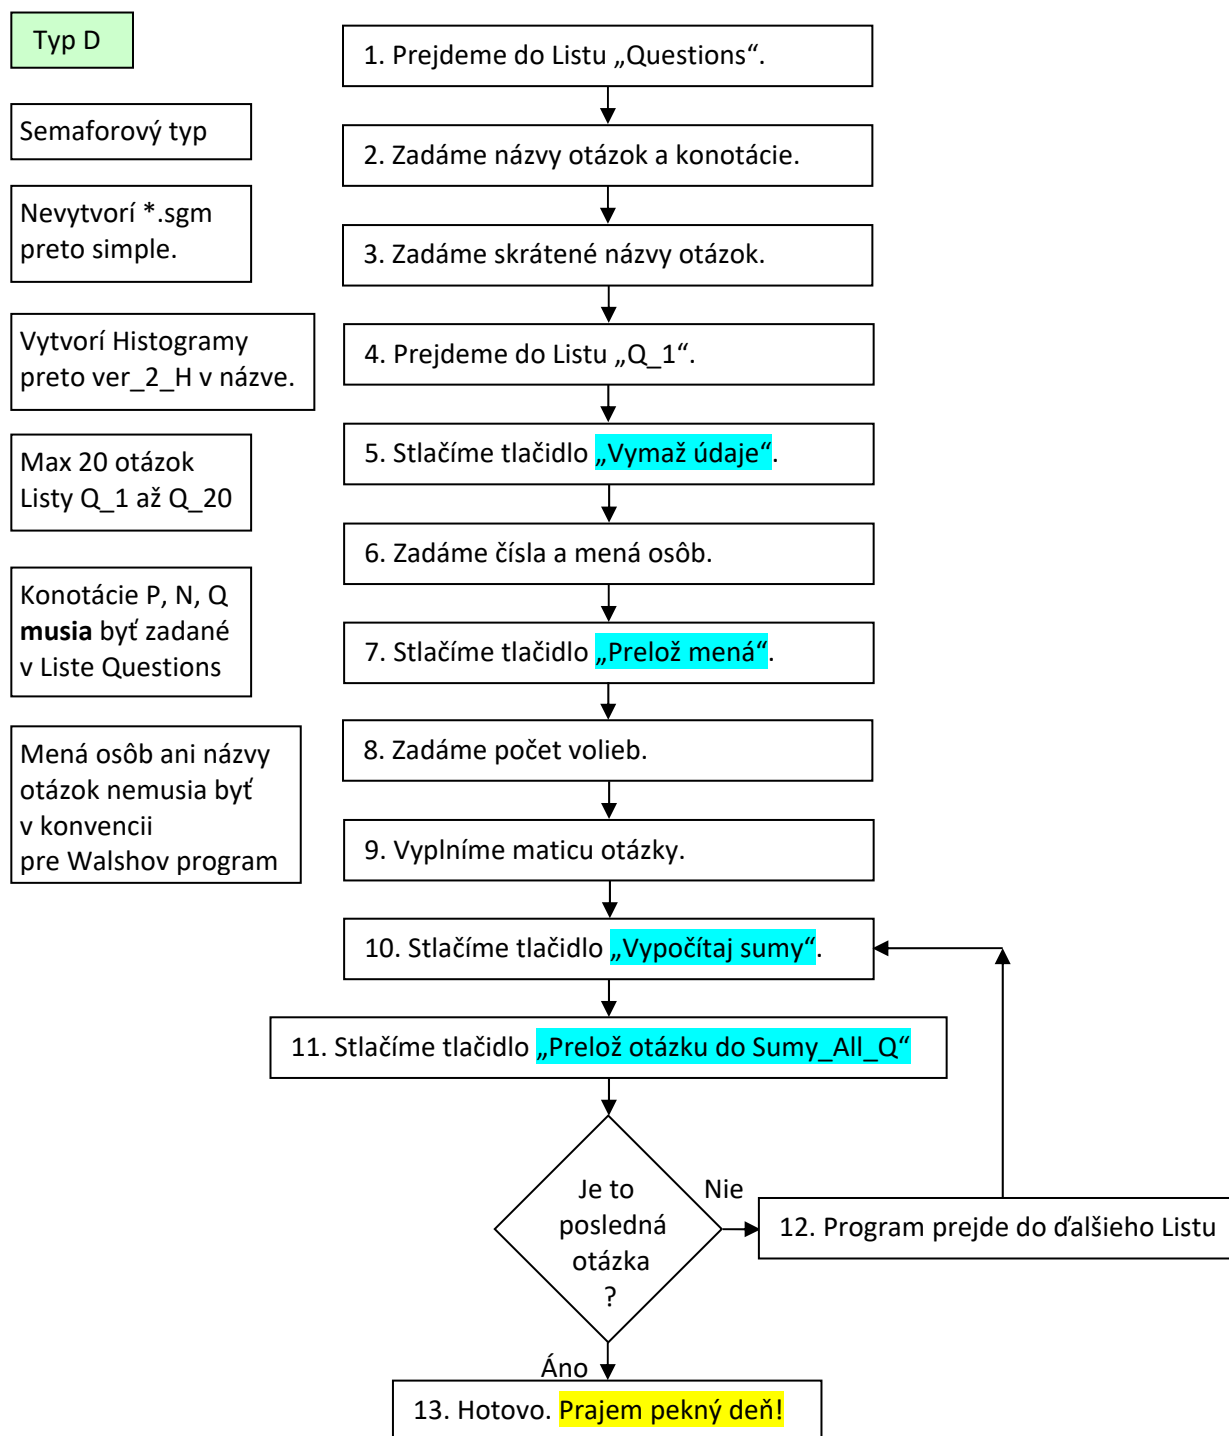 Typ D
Semaforový typ
Nevytvorí *.sgm
preto simple.
Vytvorí Histogramy
preto ver_2_H v názve.
Max 20 otázok
Listy Q_1 až Q_20
Konotácie P, N, Q
musia byť zadané
v Liste Questions
Mená osôb ani názvy
otázok nemusia byť
v konvencii
pre Walshov program
1. Prejdeme do Listu „Questions“.
2. Zadáme názvy otázok a konotácie.
3. Zadáme skrátené názvy otázok.
4. Prejdeme do Listu „Q_1“.
5. Stlačíme tlačidlo „Vymaž údaje“.
6. Zadáme čísla a mená osôb.
7. Stlačíme tlačidlo „Prelož mená“.
8. Zadáme počet volieb.
9. Vyplníme maticu otázky.
10. Stlačíme tlačidlo „Vypočítaj sumy“.
11. Stlačíme tlačidlo „Prelož otázku do Sumy_All_Q“
Je to
posledná
otázka
?
Nie
12. Program prejde do ďalšieho Listu
Áno
13. Hotovo. Prajem pekný deň!